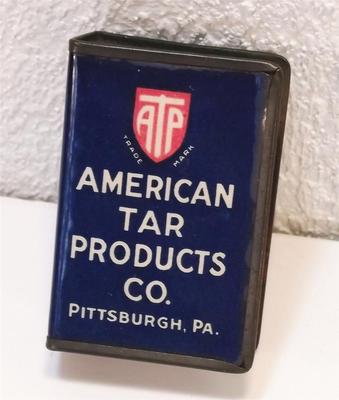 ATP
TRADE MARK
AMERICAN
TAR
PRODUCTS
CO.
PITTSBURGH, PA.